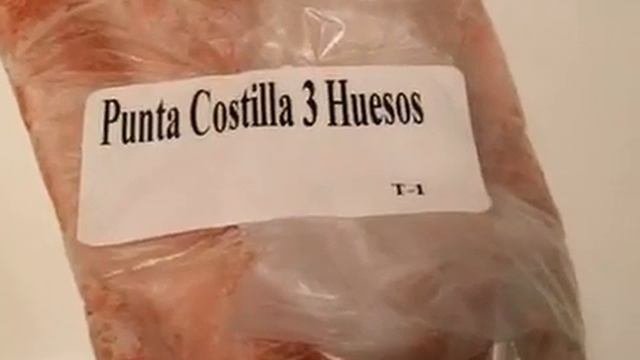 Punta Costilla 3 Huesos
T-1